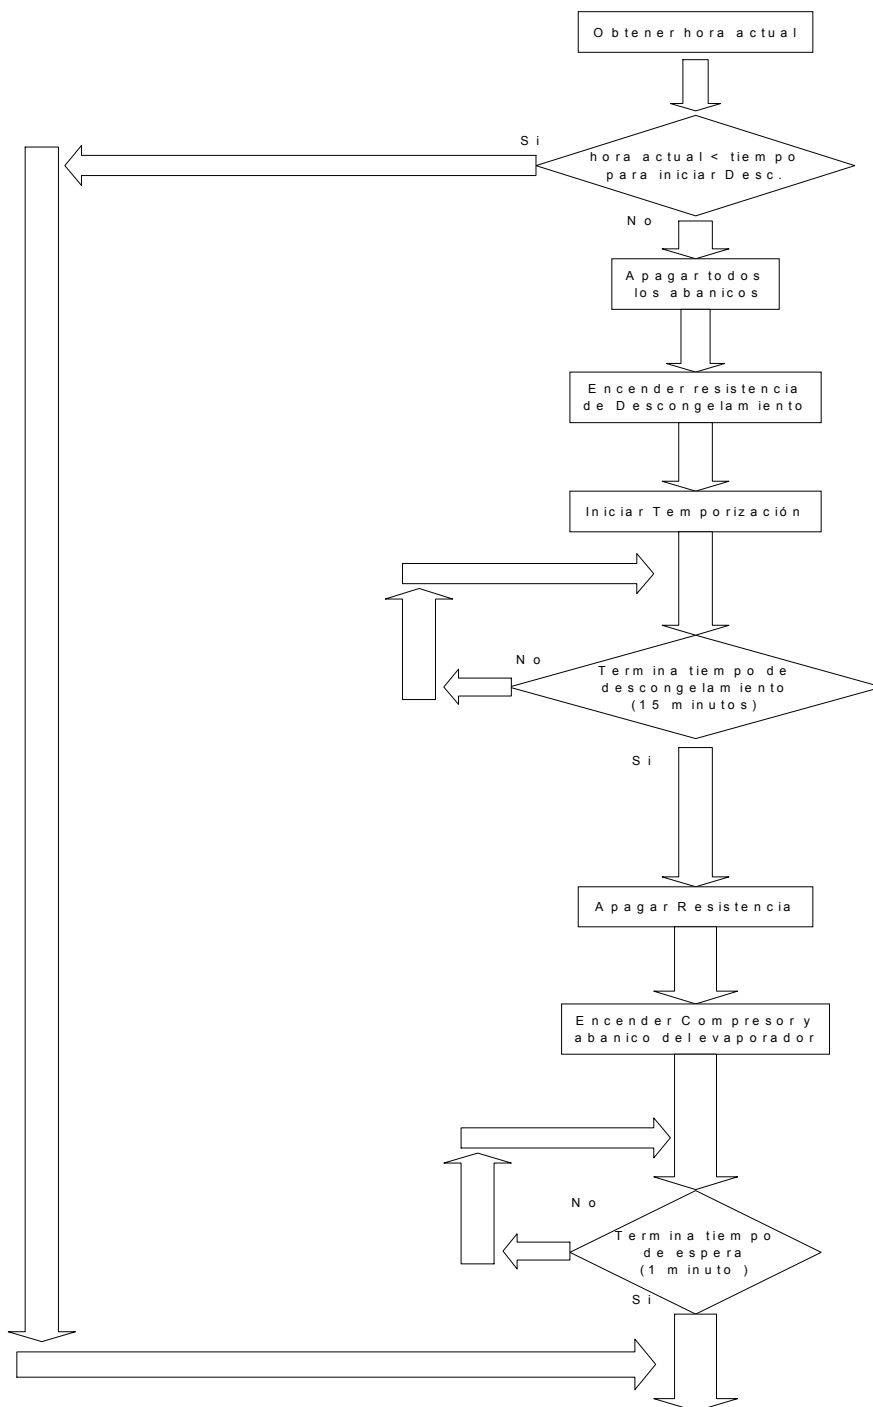 Obtener hora actual
Si
hora actual < tiempo
para iniciar Desc.
No
Apagar todos
los abanicos
Encender resistencia
de Descongelamiento
Iniciar Temporización
No
Termina tiempo de
descongelamiento
(15 minutos)
Si
Apagar Resistencia
Encender Compresor y
abanico del evaporador
No
Termina tiempo
de espera
(1 minuto )
Si